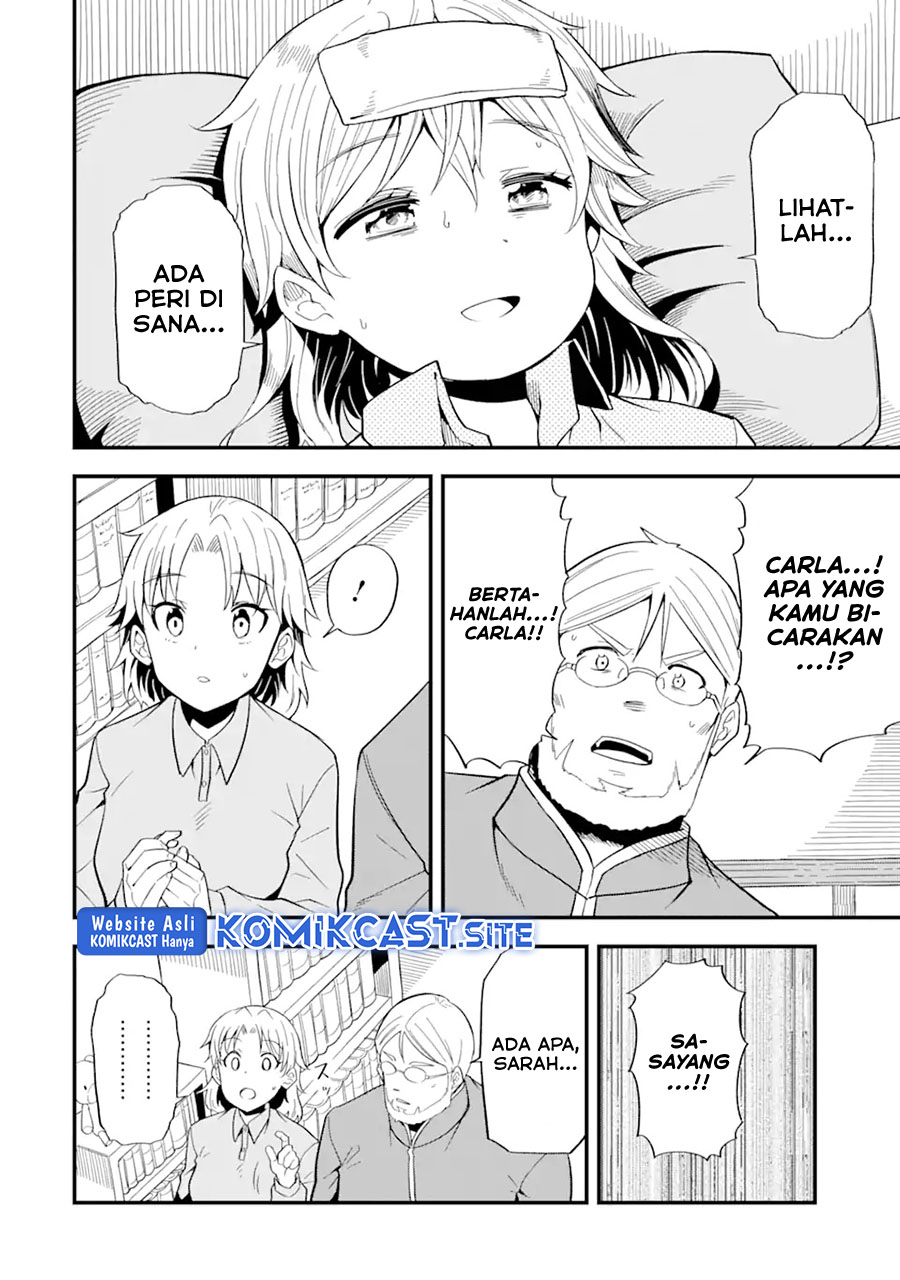 LIHAT-
LAH...
ADA
PERI DI
SANA...
CARLA...!
APA YANG
KAMU BI-
CARAKAN
...!?
BERTA-
HANLAH...!
CARLA!!
!
Website Asli
KOMIKCAST Hanya
KOMIKCAST.SITE
SA-
SAYANG
...!!
ADA APA,
SARAH...
.........